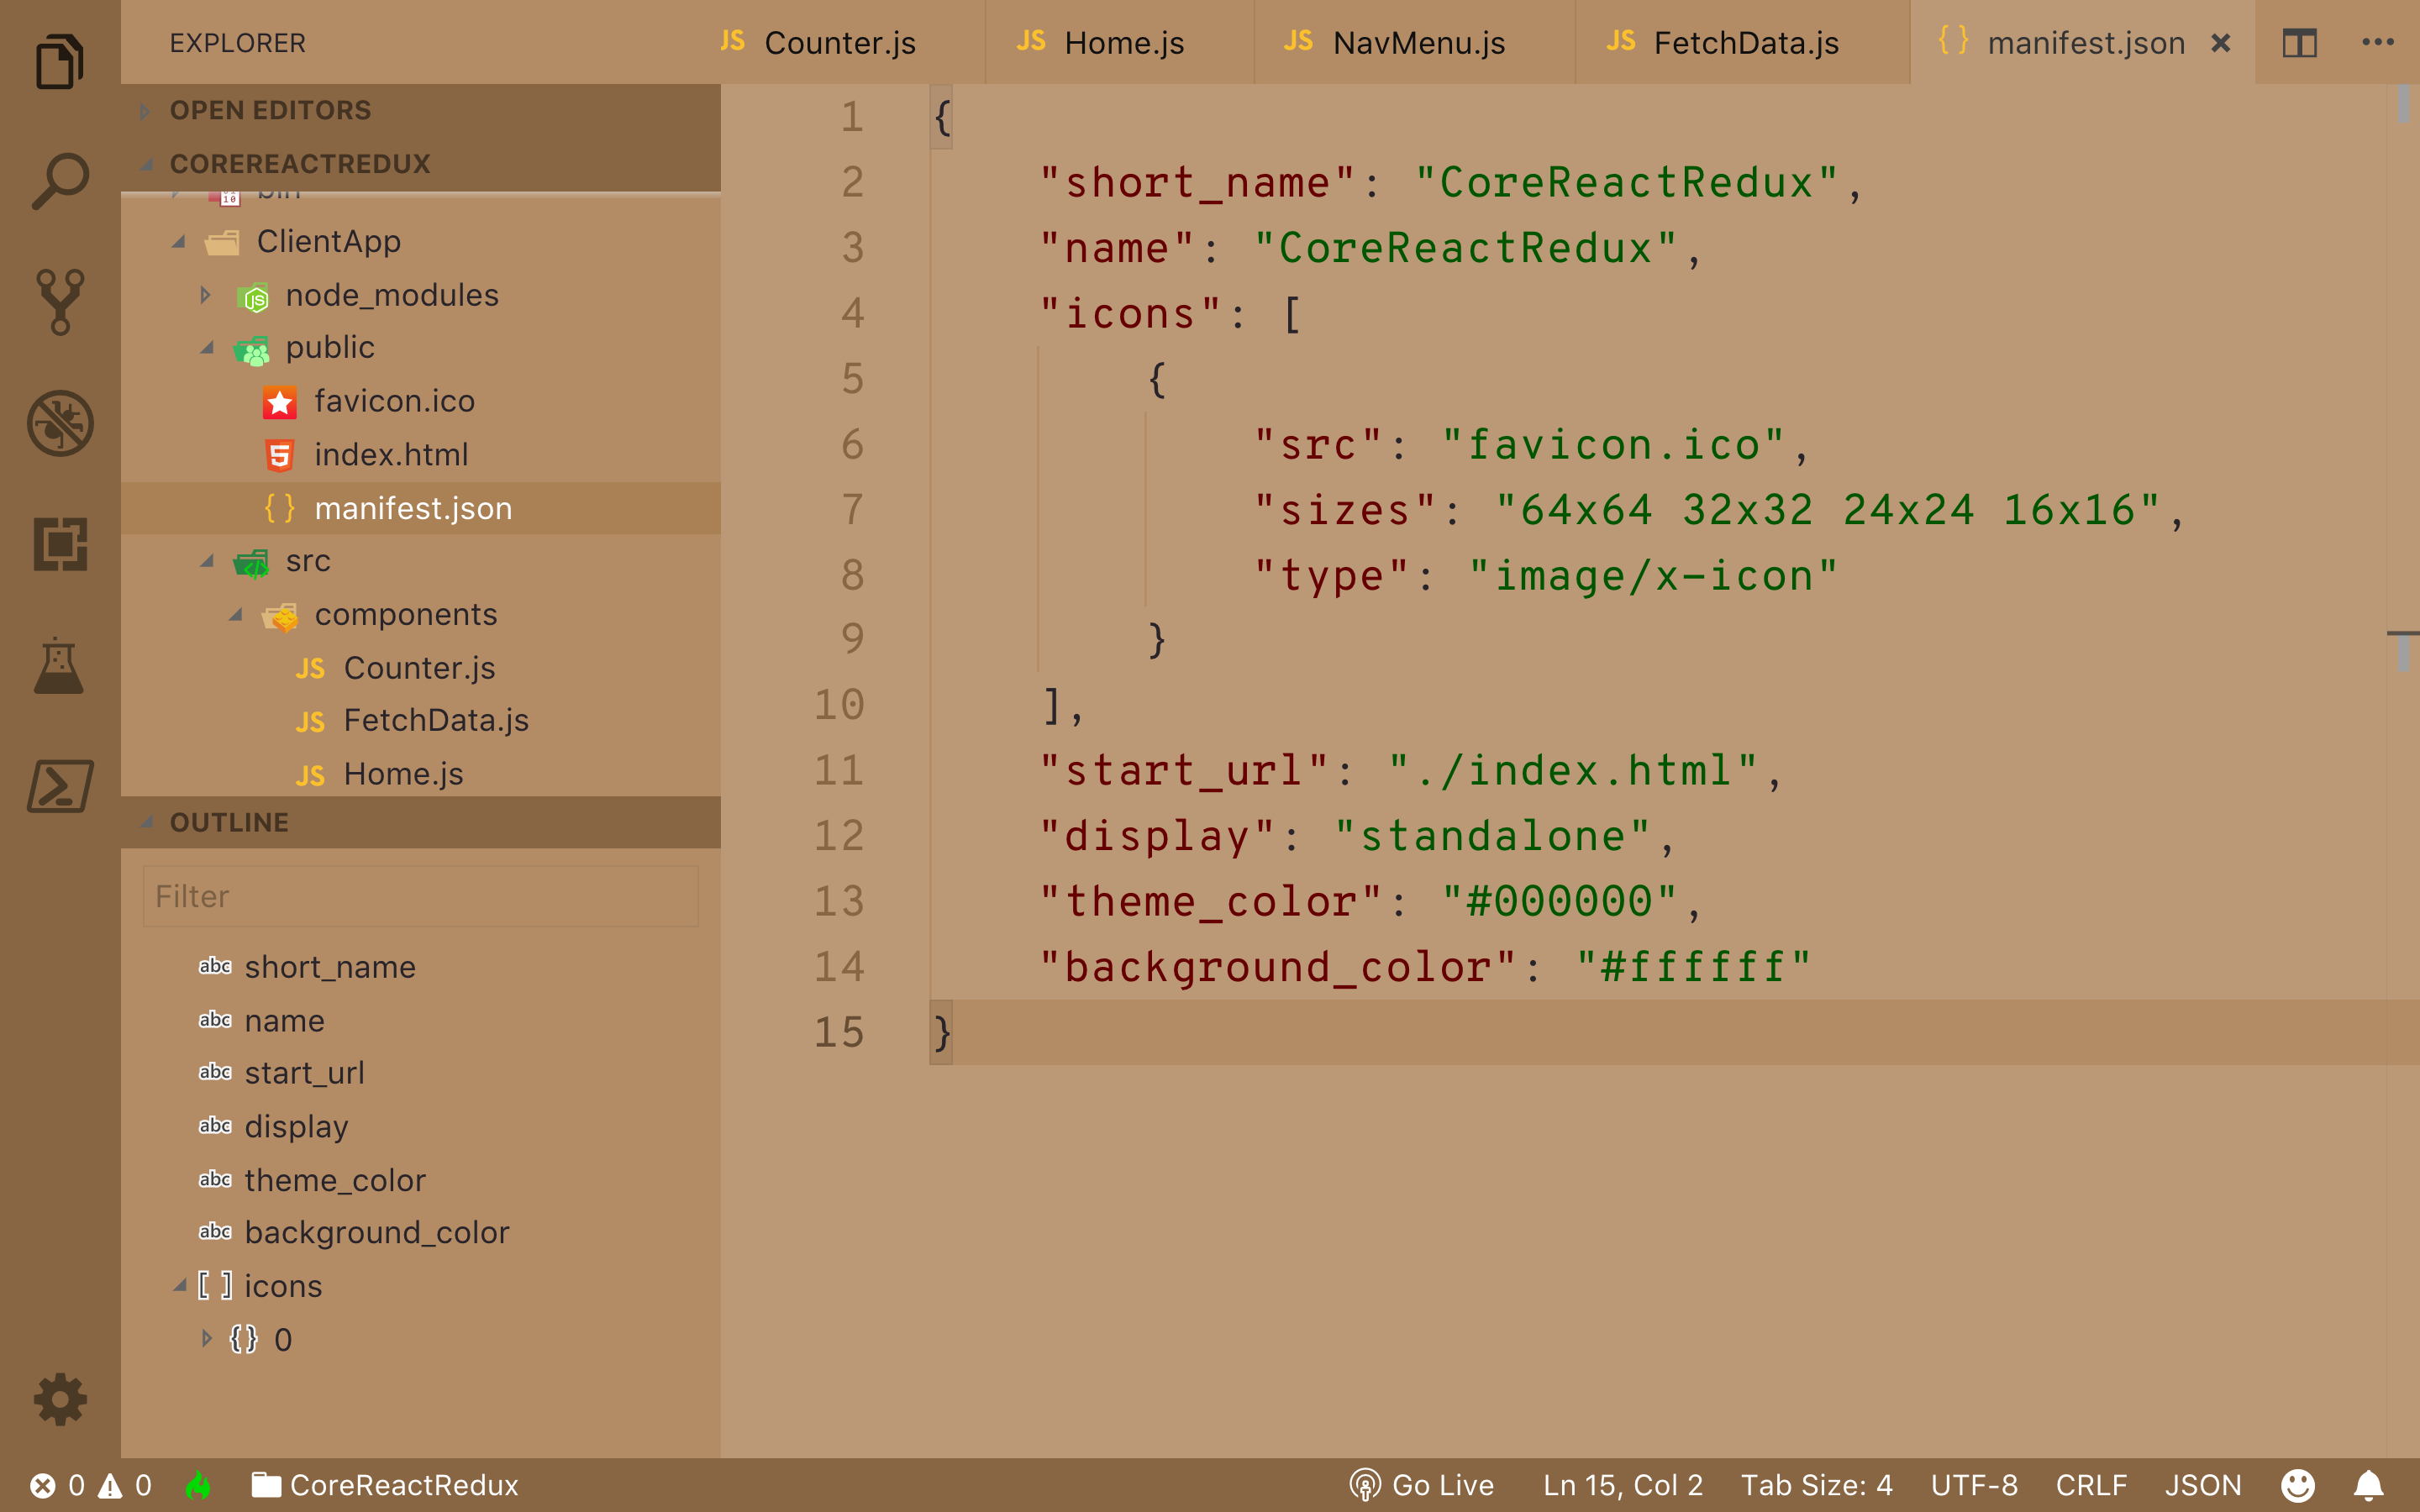 EXPLORER
JS Counter.js
JS Home.js
JS NavMenu.js
JS FetchData.js
{ } manifest.json
OPEN EDITORS
COREREACTREDUX
bin
ClientApp
node_modules
public
favicon.ico
index.html
{ } manifest.json
src
components
JS Counter.js
JS FetchData.js
JS Home.js
OUTLINE
Filter
abc short_name
abc name
abc start_url
abc display
abc theme_color
abc background_color
[ ] icons
{} 0
1 {
2     "short_name": "CoreReactRedux",
3     "name": "CoreReactRedux",
4     "icons": [
5         {
6             "src": "favicon.ico",
7             "sizes": "64x64 32x32 24x24 16x16",
8             "type": "image/x-icon"
9         }
10     ],
11     "start_url": "./index.html",
12     "display": "standalone",
13     "theme_color": "#000000",
14     "background_color": "#ffffff"
15 }
0 0 CoreReactRedux Go Live Ln 15, Col 2 Tab Size: 4 UTF-8 CRLF JSON